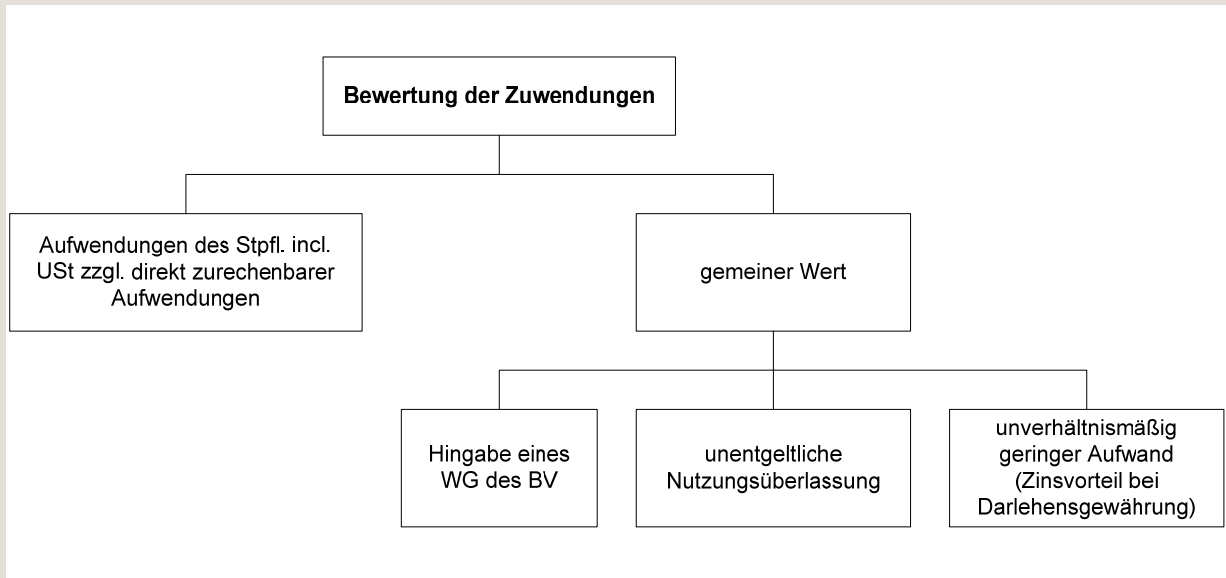 Bewertung der Zuwendungen
Aufwendungen des Stpfl. incl.
USt zzgl. direkt zurechenbarer
Aufwendungen
gemeiner Wert
Hingabe eines
WG des BV
unentgeltliche
Nutzungsüberlassung
unverhältnismäßig
geringer Aufwand
(Zinsvorteil bei
Darlehensgewährung)